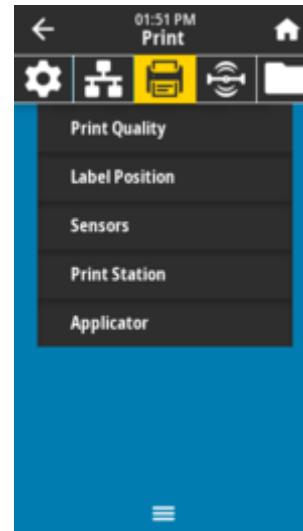 01:51 PM
Print
Print Quality
Label Position
Sensors
Print Station
Applicator